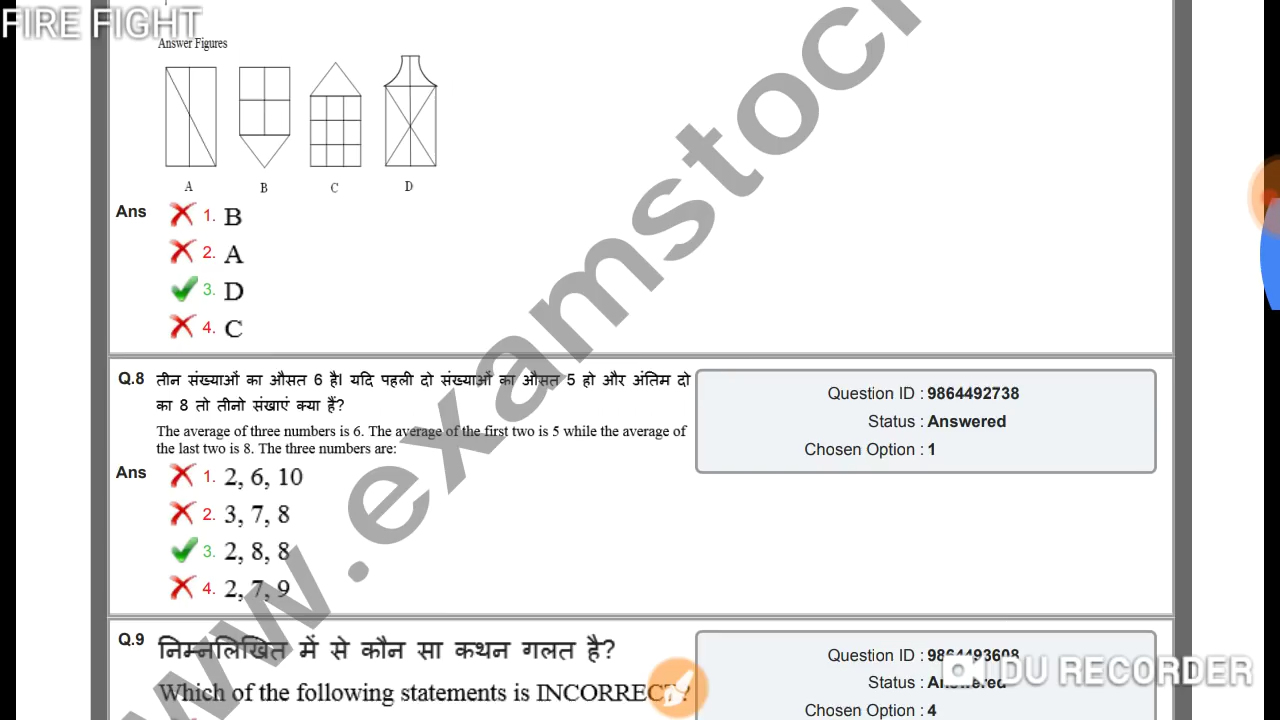 FIRE FIGHT
Answer Figures
A B C D
Ans
1. B
2. A
3. D
4. C
Q.8 तीन संख्याओं का औसत 6 है। यदि पहली दो संख्याओं का औसत 5 हो और अंतिम दो
का 8 तो तीनो संखाएं क्या हैं?
The average of three numbers is 6. The average of the first two is 5 while the average of
the last two is 8. The three numbers are:
Ans
1. 2, 6, 10
2. 3, 7, 8
3. 2, 8, 8
4. 2, 7, 9
Question ID : 9864492738
Status : Answered
Chosen Option : 1
Q.9 निम्नलिखित में से कौन सा कथन गलत है?
Which of the following statements is INCORRECT?
Question ID : 9864493608
Status : Answered
Chosen Option : 4
www.examstoc
DU RECORDER